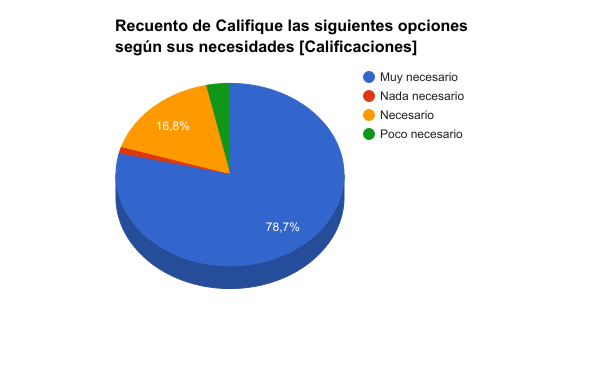 Recuento de Califique las siguientes opciones
según sus necesidades [Calificaciones]
Muy necesario
Nada necesario
Necesario
Poco necesario
16,8%
78,7%